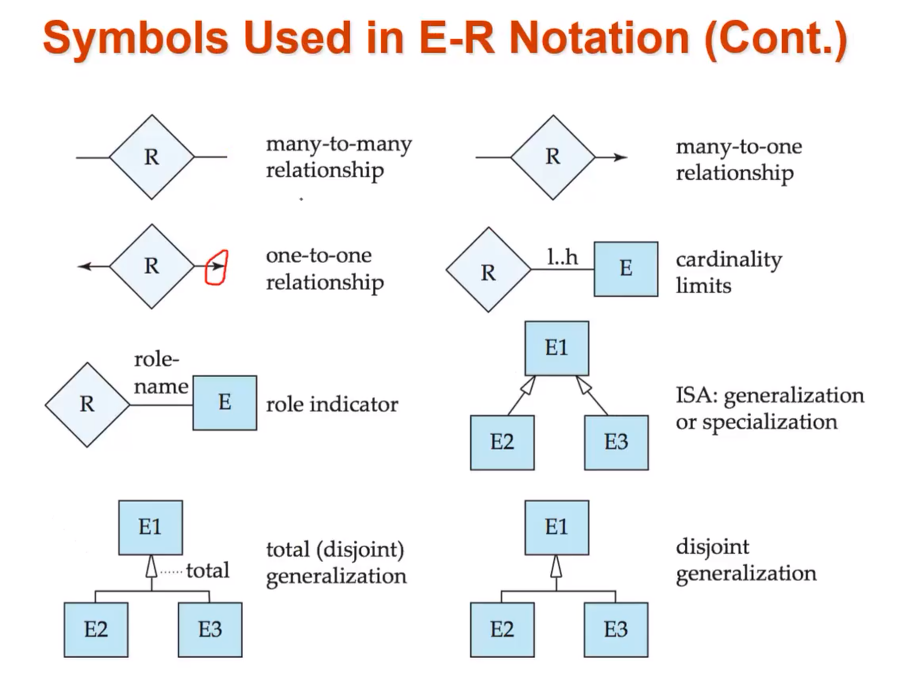 Symbols Used in E-R Notation (Cont.)
R
many-to-many
relationship
R
many-to-one
relationship
R
one-to-one
relationship
R
l..h
E
cardinality
limits
R
role-
name
E
role indicator
E1
E2
E3
ISA: generalization
or specialization
E1
total
E2
E3
total (disjoint)
generalization
E1
E2
E3
disjoint
generalization